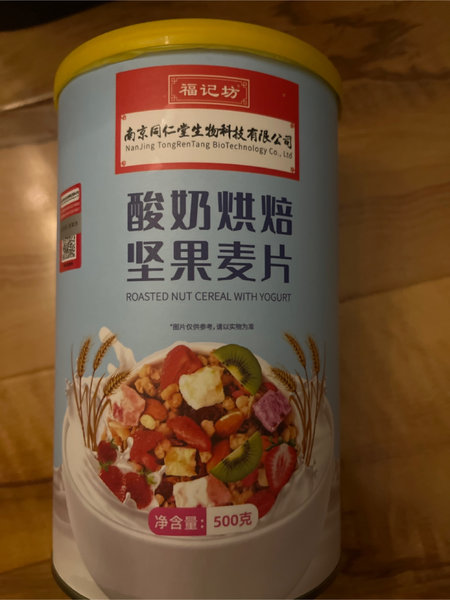 福记坊
南京同仁堂生物科技有限公司
NanJing TongRenTang BioTechnology Co., Ltd
酸奶烘焙
坚果麦片
ROASTED NUT CEREAL WITH YOGURT
*图片仅供参考，请以实物为准
净含量：500克